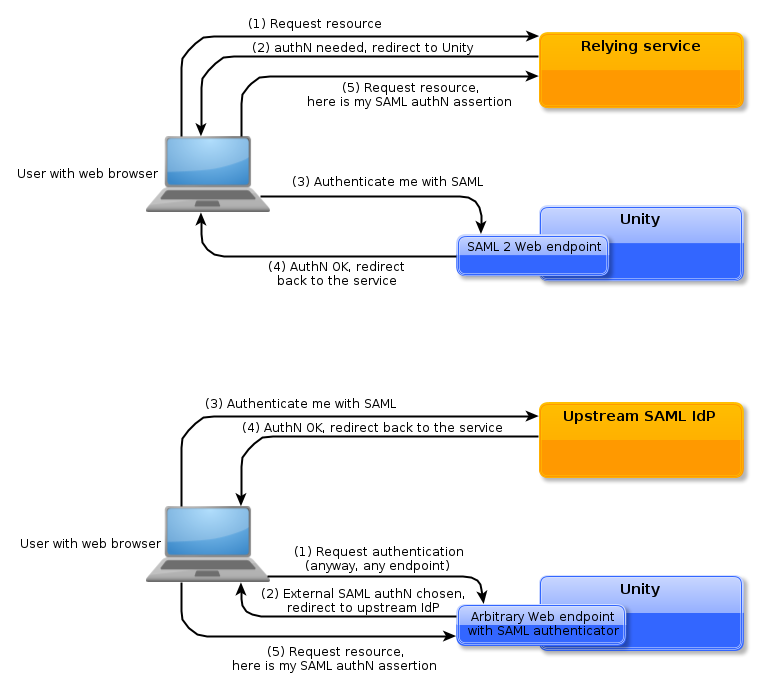 (1) Request resource
(2) authN needed, redirect to Unity
Relying service
(5) Request resource,
here is my SAML authN assertion
User with web browser
(3) Authenticate me with SAML
Unity
SAML 2 Web endpoint
(4) AuthN OK, redirect
back to the service
(3) Authenticate me with SAML
Upstream SAML IdP
(4) AuthN OK, redirect back to the service
User with web browser
(1) Request authentication
(anyway, any endpoint)
Unity
(2) External SAML authN chosen,
redirect to upstream IdP
Arbitrary Web endpoint
with SAML authenticator
(5) Request resource,
here is my SAML authN assertion